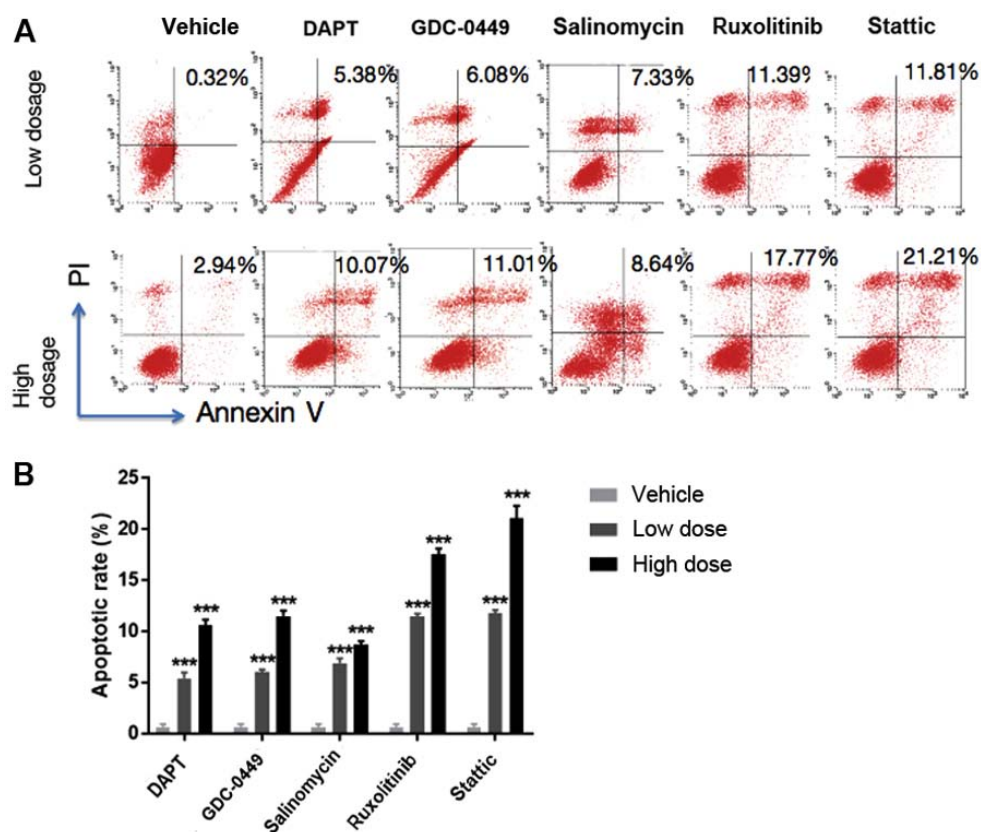 A
Vehicle DAPT GDC-0449 Salinomycin Ruxolitinib Stattic
Low dosage
0.32% 5.38% 6.08% 7.33% 11.39% 11.81%
High dosage
2.94% 10.07% 11.01% 8.64% 17.77% 21.21%
PI
Annexin V
B
Apoptotic rate (%)
25
20
15
10
5
0
*** *** *** *** *** *** *** *** *** ***
DAPT GDC-0449 Salinomycin Ruxolitinib Stattic
Vehicle
Low dose
High dose